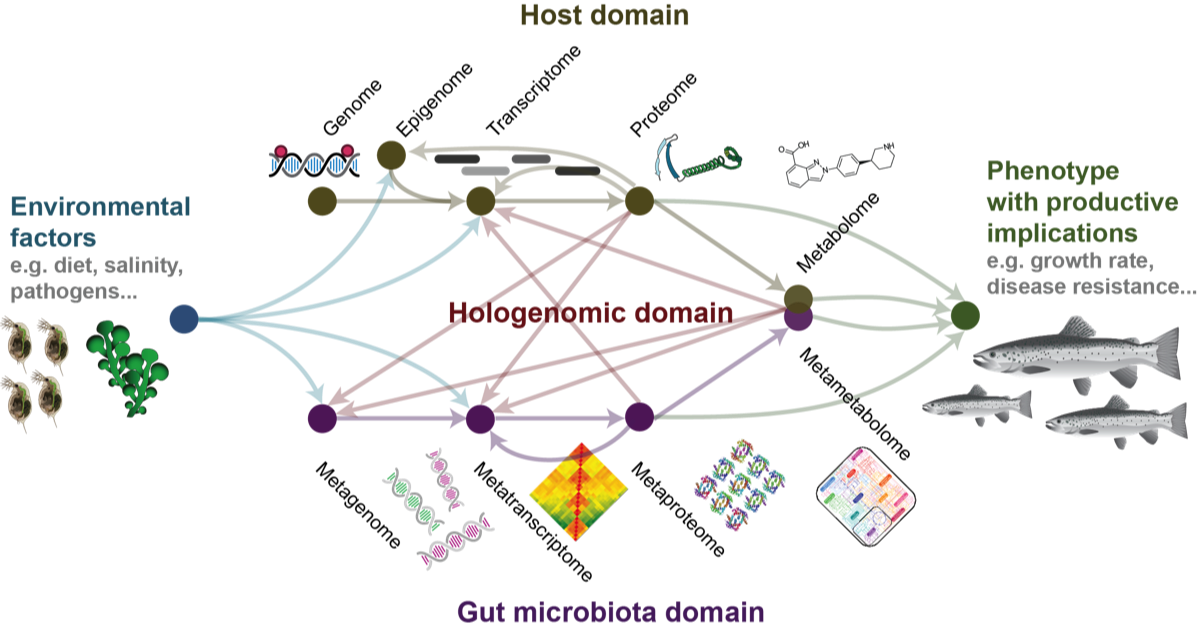 Host domain
Genome
Epigenome
Transcriptome
Proteome
OH
O
N
N
NH
Metabolome
Environmental
factors
e.g. diet, salinity,
pathogens...
Phenotype
with productive
implications
e.g. growth rate,
disease resistance...
Hologenomic domain
Metagenome
Metatranscriptome
Metaproteome
Metametabolome
Gut microbiota domain